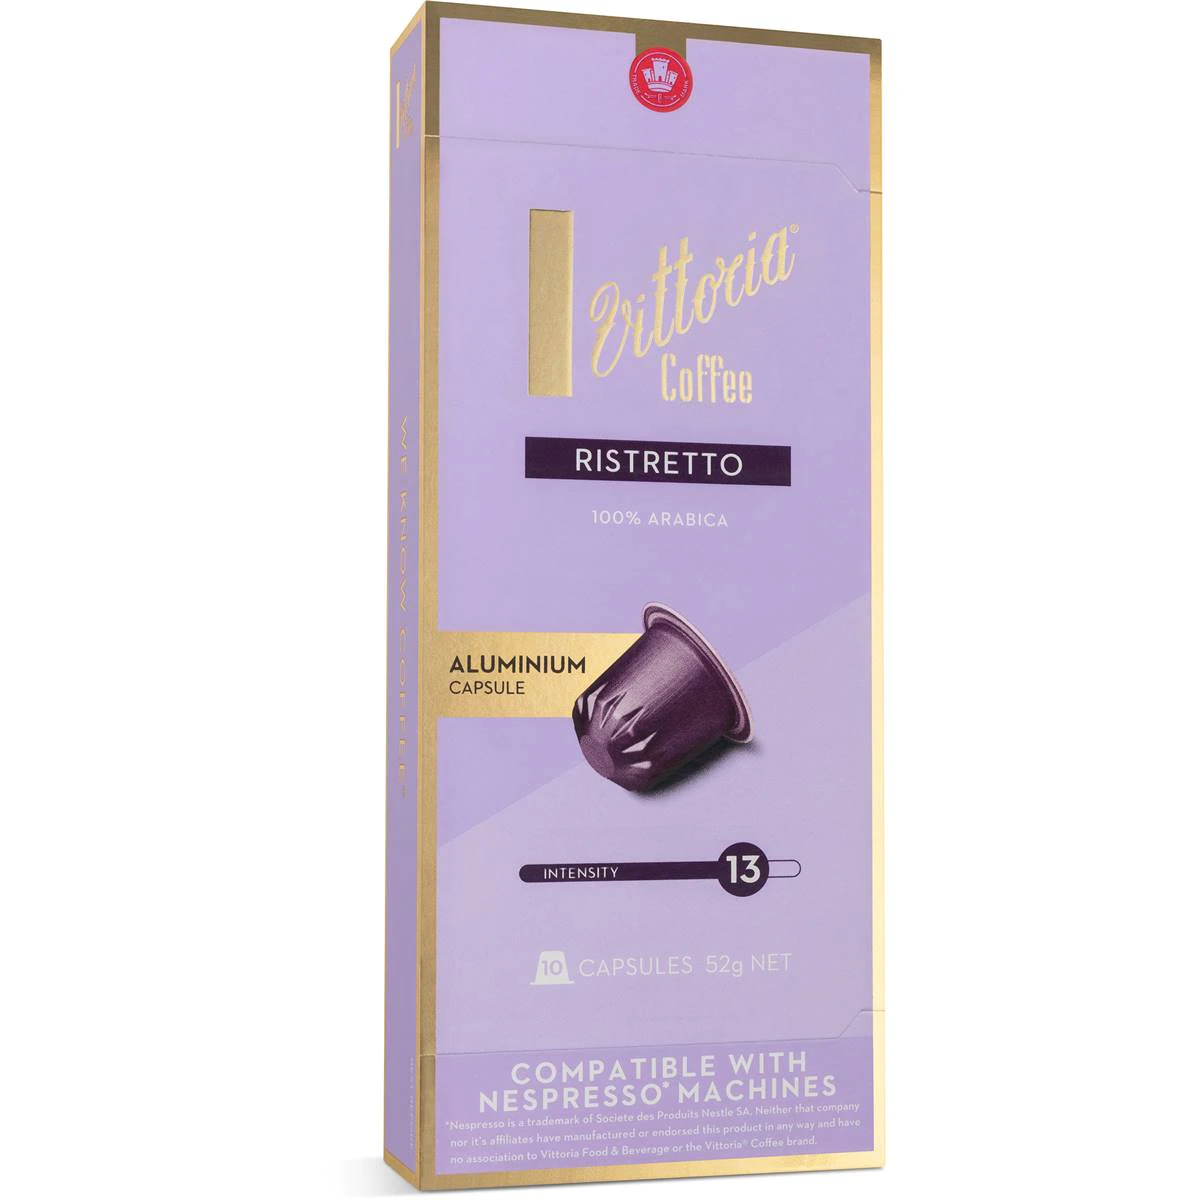 TRADE MARK
Vittoria®
Coffee
RISTRETTO
100% ARABICA
ALUMINIUM
CAPSULE
INTENSITY 13
10 CAPSULES 52g NET
COMPATIBLE WITH
NESPRESSO* MACHINES
*Nespresso is a trademark of Societe des Produits Nestle SA. Neither that company
nor it's affiliates have manufactured or endorsed this product in any way and have
no association to Vittoria Food & Beverage or the Vittoria® Coffee brand.
WE KNOW COFFEE